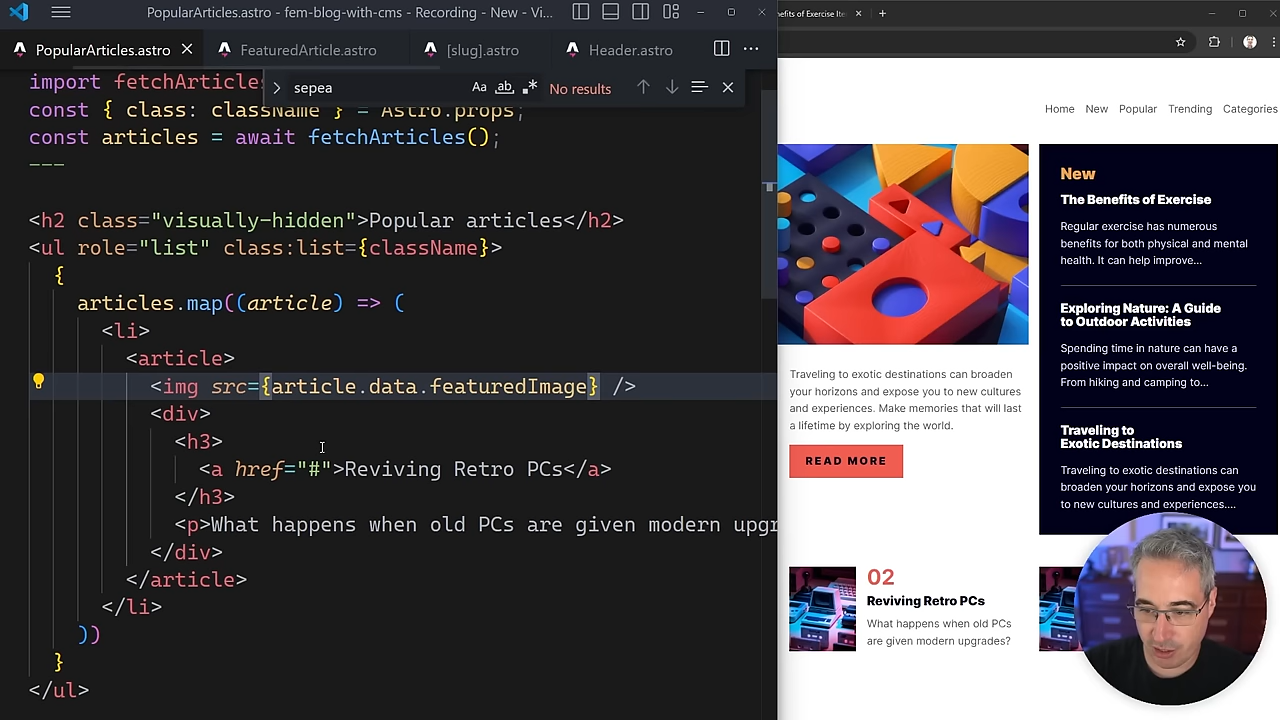 PopularArticles.astro - fem-blog-with-cms - Recording - New - Vi...
PopularArticles.astro
FeaturedArticle.astro
[slug].astro
Header.astro
sepea
Aa
ab
No results
import fetchArticles
const { class: className } = Astro.props;
const articles = await fetchArticles();
---
<h2 class="visually-hidden">Popular articles</h2>
<ul role="list" class:list={className}>
{
articles.map((article) => (
<li>
<article>
<img src={article.data.featuredImage} />
<div>
<h3>
<a href="#">Reviving Retro PCs</a>
</h3>
<p>What happens when old PCs are given modern upgr
</div>
</article>
</li>
))
}
</ul>
nefits of Exercise Ite
Home New Popular Trending Categories
Traveling to exotic destinations can broaden
your horizons and expose you to new cultures
and experiences. Make memories that will last
a lifetime by exploring the world.
READ MORE
New
The Benefits of Exercise
Regular exercise has numerous
benefits for both physical and mental
health. It can help improve...
Exploring Nature: A Guide
to Outdoor Activities
Spending time in nature can have a
positive impact on overall well-being.
From hiking and camping to...
Traveling to
Exotic Destinations
Traveling to exotic destinations can
broaden your horizons and expose you
to new cultures and experiences....
02
Reviving Retro PCs
What happens when old PCs
are given modern upgrades?